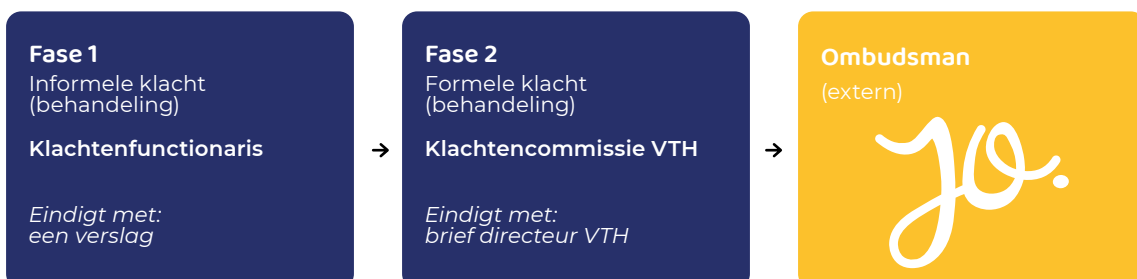 Fase 1
Informele klacht
(behandeling)
Klachtenfunctionaris
Eindigt met:
een verslag
Fase 2
Formele klacht
(behandeling)
Klachtencommissie VTH
Eindigt met:
brief directeur VTH
Ombudsman
(extern)
jo.